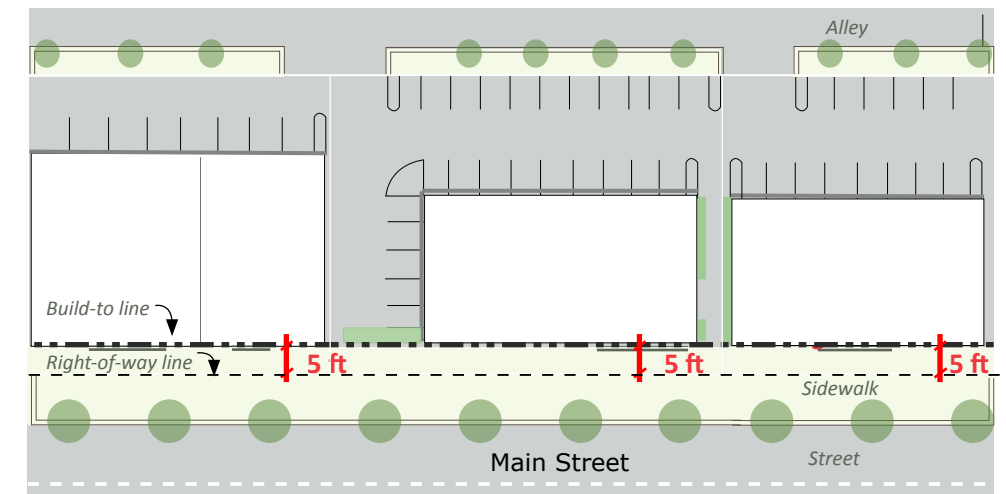 Alley
Build-to line
Right-of-way line
5 ft
5 ft
5 ft
Sidewalk
Main Street
Street